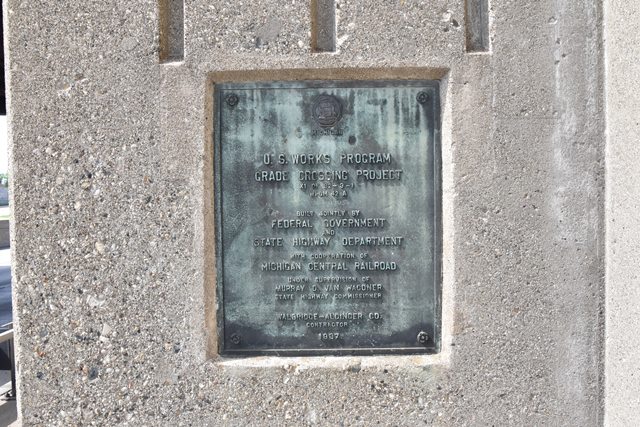 MICHIGAN
U.S. WORKS PROGRAM
GRADE CROSSING PROJECT
BUILT JOINTLY BY
FEDERAL GOVERNMENT
AND
STATE HIGHWAY DEPARTMENT
WITH COOPERATION OF
MICHIGAN CENTRAL RAILROAD
UNDER SUPERVISION OF
MURRAY D. VAN WAGONER
STATE HIGHWAY COMMISSIONER
WALBRIDGE-ALDINGER CO.
CONTRACTOR
1937